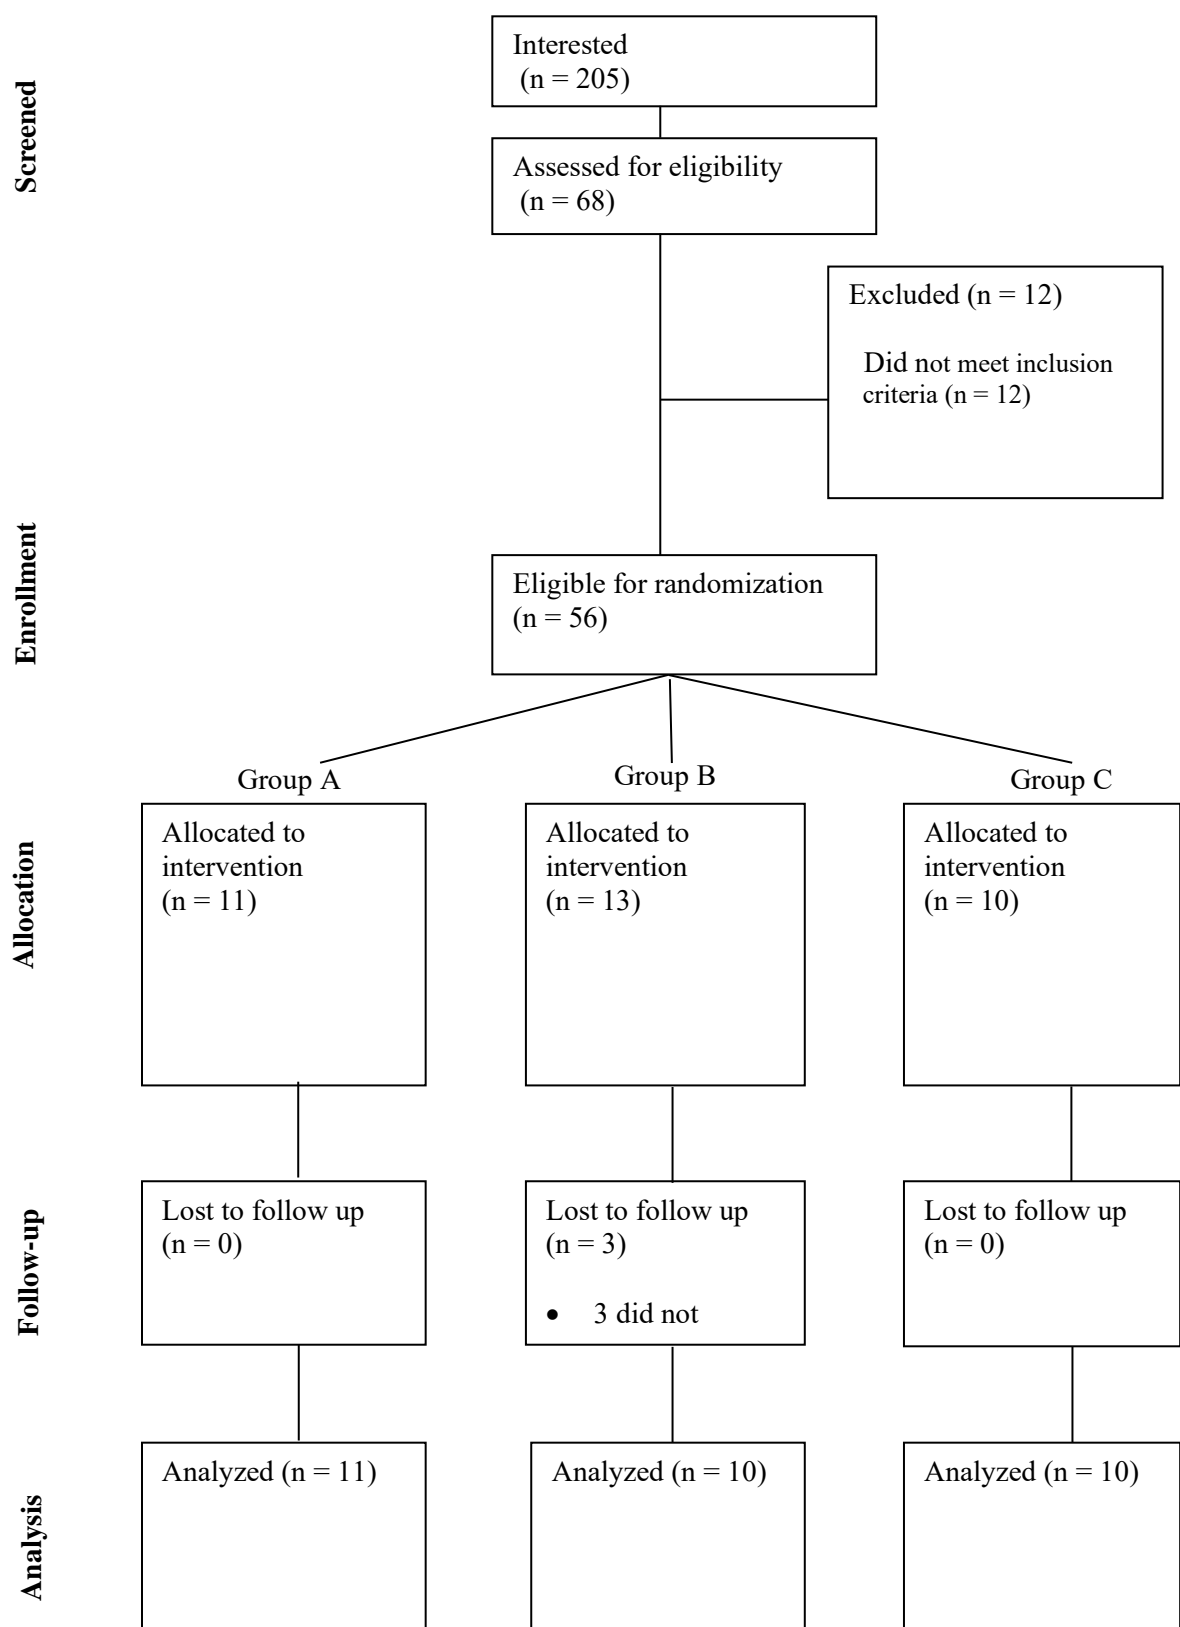 Screened
Interested
(n = 205)
Assessed for eligibility
(n = 68)
Excluded (n = 12)
Did not meet inclusion
criteria (n = 12)
Enrollment
Eligible for randomization
(n = 56)
Group A
Group B
Group C
Allocation
Allocated to
intervention
(n = 11)
Allocated to
intervention
(n = 13)
Allocated to
intervention
(n = 10)
Follow-up
Lost to follow up
(n = 0)
Lost to follow up
(n = 3)
• 3 did not
Lost to follow up
(n = 0)
Analysis
Analyzed (n = 11)
Analyzed (n = 10)
Analyzed (n = 10)